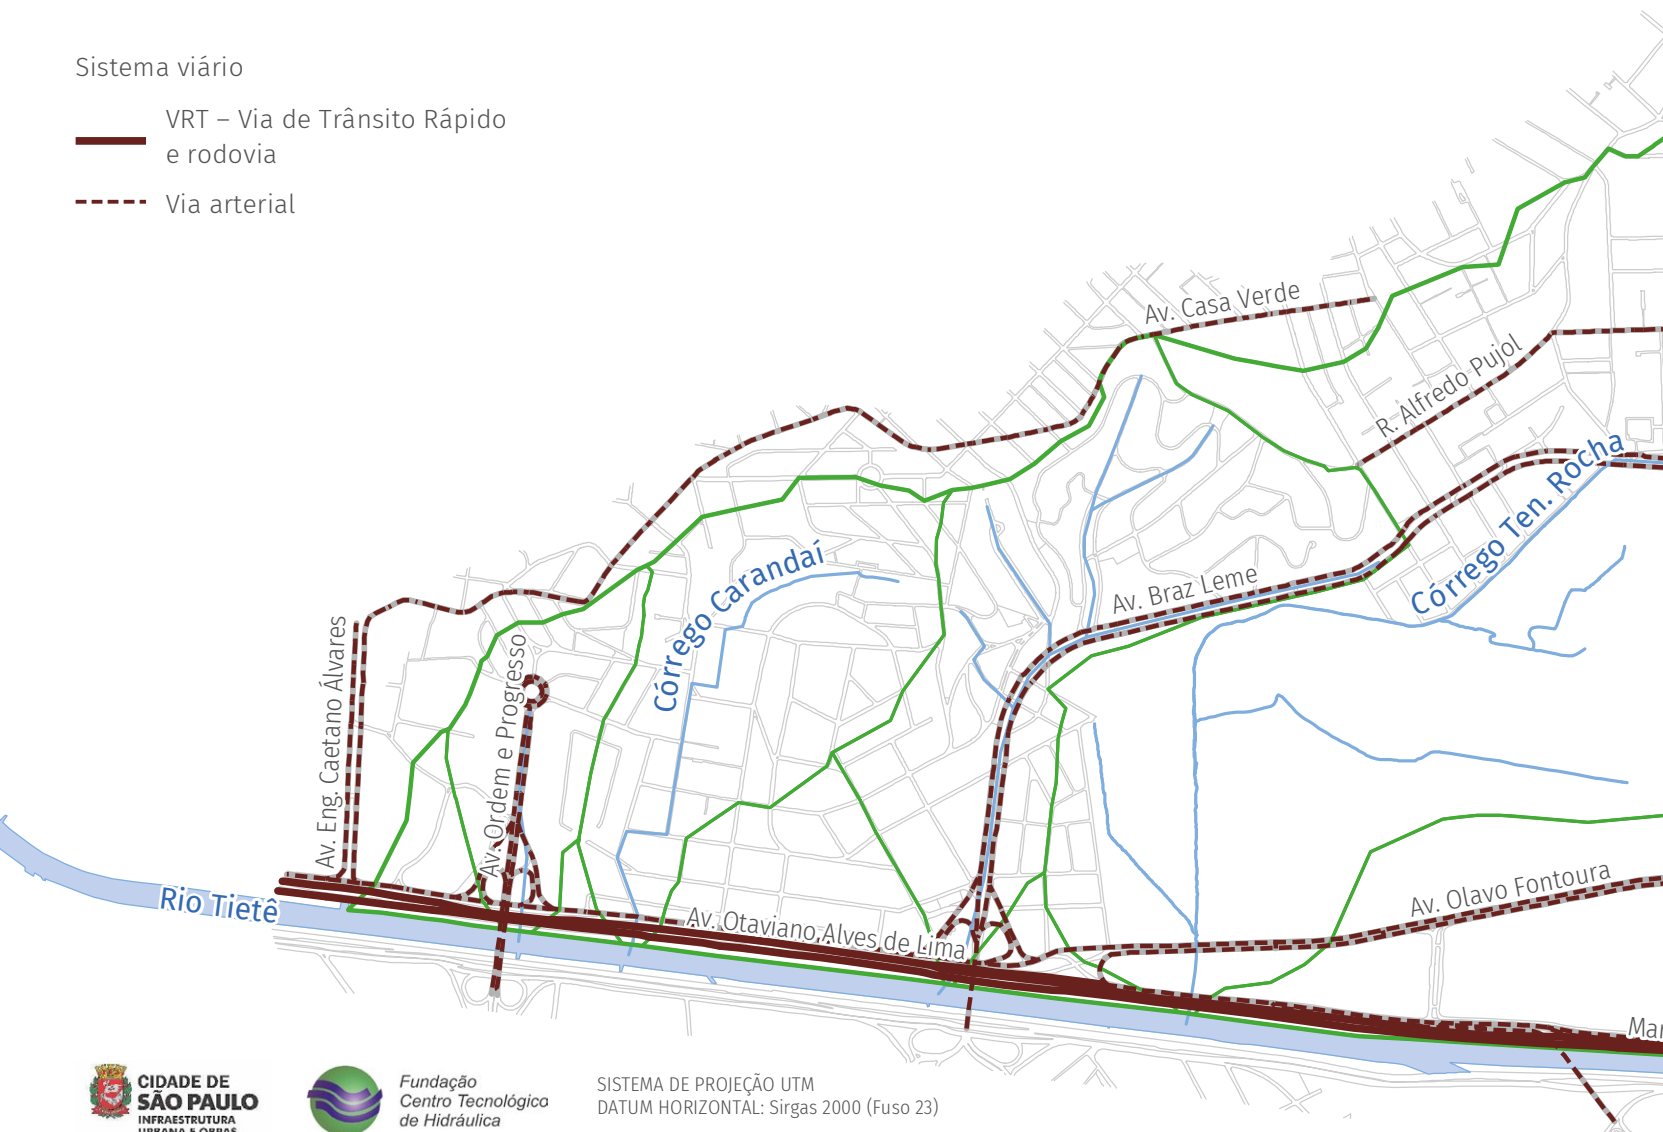 Sistema viário
VRT – Via de Trânsito Rápido
e rodovia
Via arterial
Av. Casa Verde
R. Alfredo Pujol
Córrego Ten. Rocha
Córrego Carandaí
Av. Braz Leme
Av. Eng. Caetano Álvares
Av. Ordem e Progresso
Rio Tietê
Av. Otaviano Alves de Lima
Av. Olavo Fontoura
Mar
CIDADE DE
SÃO PAULO
INFRAESTRUTURA
URBANA E OBRAS
Fundação
Centro Tecnológico
de Hidráulica
SISTEMA DE PROJEÇÃO UTM
DATUM HORIZONTAL: Sirgas 2000 (Fuso 23)